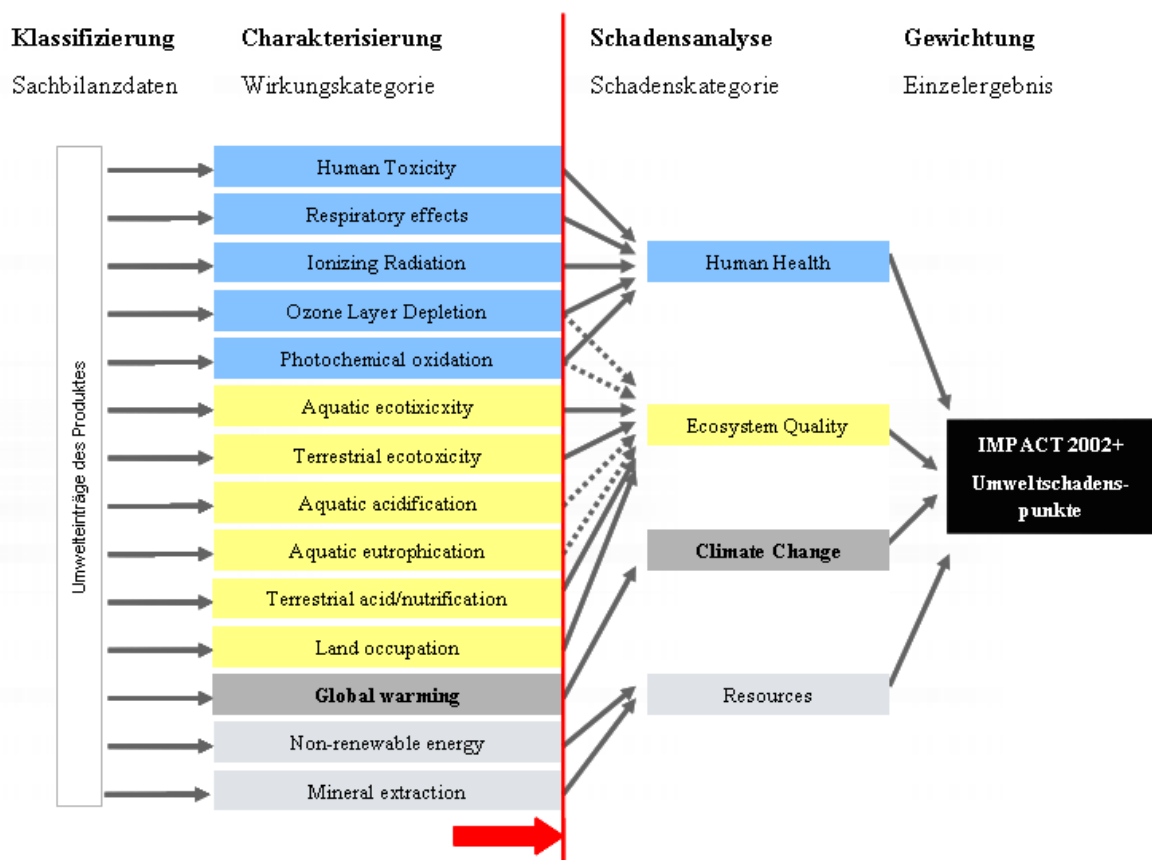 Klassifizierung
Charakterisierung
Schadensanalyse
Gewichtung
Sachbilanzdaten
Wirkungskategorie
Schadenskategorie
Einzelergebnis
Umwelteinträge des Produktes
Human Toxicity
Respiratory effects
Ionizing Radiation
Ozone Layer Depletion
Photochemical oxidation
Aquatic ecotixicxity
Terrestrial ecotoxicity
Aquatic acidification
Aquatic eutrophication
Terrestrial acid/nutrification
Land occupation
Global warming
Non-renewable energy
Mineral extraction
Human Health
Ecosystem Quality
Climate Change
Resources
IMPACT 2002+
Umweltschadens-
punkte